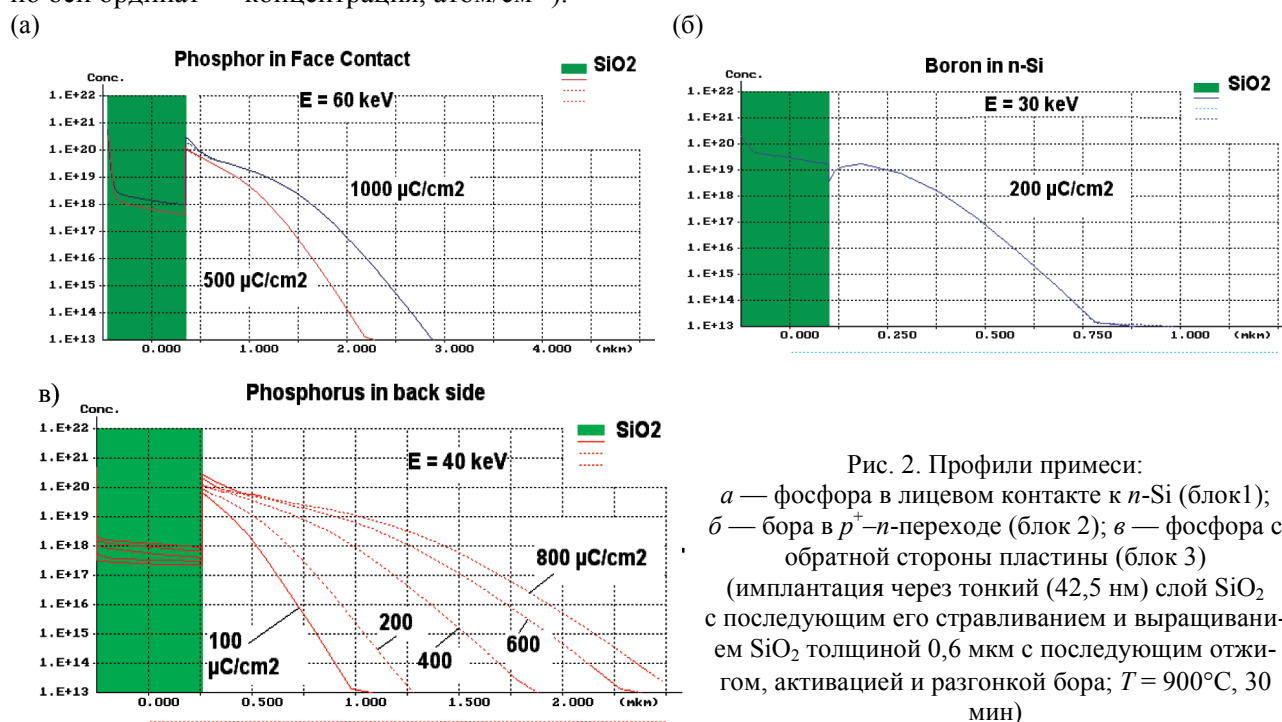 по оси ординат — концентрация, атом/см
(а)
(б)
Phosphor in Face Contact
SiO2
Conc.
E = 60 keV
1.E+22
1.E+21
1.E+20
1.E+19
1.E+18
1.E+17
1.E+16
1.E+15
1.E+14
1.E+13
1000 µC/cm2
500 µC/cm2
0.000 1.000 2.000 3.000 4.000 (mkm)
Boron in n-Si
SiO2
Conc.
E = 30 keV
1.E+22
1.E+21
1.E+20
1.E+19
1.E+18
1.E+17
1.E+16
1.E+15
1.E+14
1.E+13
200 µC/cm2
0.000 0.250 0.500 0.750 1.000 (mkm)
в)
Phosphorus in back side
SiO2
Conc.
E = 40 keV
1.E+22
1.E+21
1.E+20
1.E+19
1.E+18
1.E+17
1.E+16
1.E+15
1.E+14
1.E+13
800 µC/cm2
100
µC/cm2
200
400
600
0.000 0.500 1.000 1.500 2.000 (mkm)
Рис. 2. Профили примеси:
а — фосфора в лицевом контакте к n-Si (блок1);
б — бора в p⁺–n-переходе (блок 2); в — фосфора с
обратной стороны пластины (блок 3)
(имплантация через тонкий (42,5 нм) слой SiO₂
с последующим его стравливанием и выращивани-
ем SiO₂ толщиной 0,6 мкм с последующим отжи-
гом, активацией и разгонкой бора; T = 900°C, 30
мин)